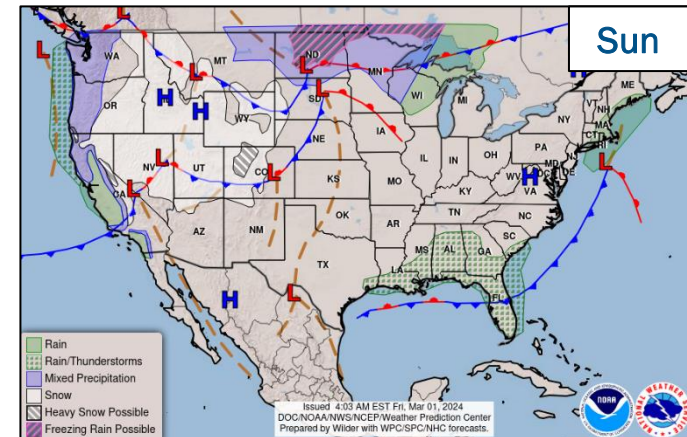 Sun
L
L
L
L
L
L
L
L
L
L
L
H
H
H
H
H
WA
OR
MT
ND
MN
SD
WY
NE
IA
WI
MI
IL
IN
OH
PA
NY
VT
NH
ME
MA
CT
RI
NJ
DE
MD
DC
WV
VA
KY
NC
TN
SC
GA
AL
MS
LA
AR
MO
KS
OK
TX
NM
CO
UT
NV
CA
AZ
FL
Rain
Rain/Thunderstorms
Mixed Precipitation
Snow
Heavy Snow Possible
Freezing Rain Possible
Issued 4:03 AM EST Fri, Mar 01, 2024
DOC/NOAA/NWS/NCEP/Weather Prediction Center
Prepared by Wilder with WPC/SPC/NHC forecasts.
NOAA
NATIONAL WEATHER SERVICE